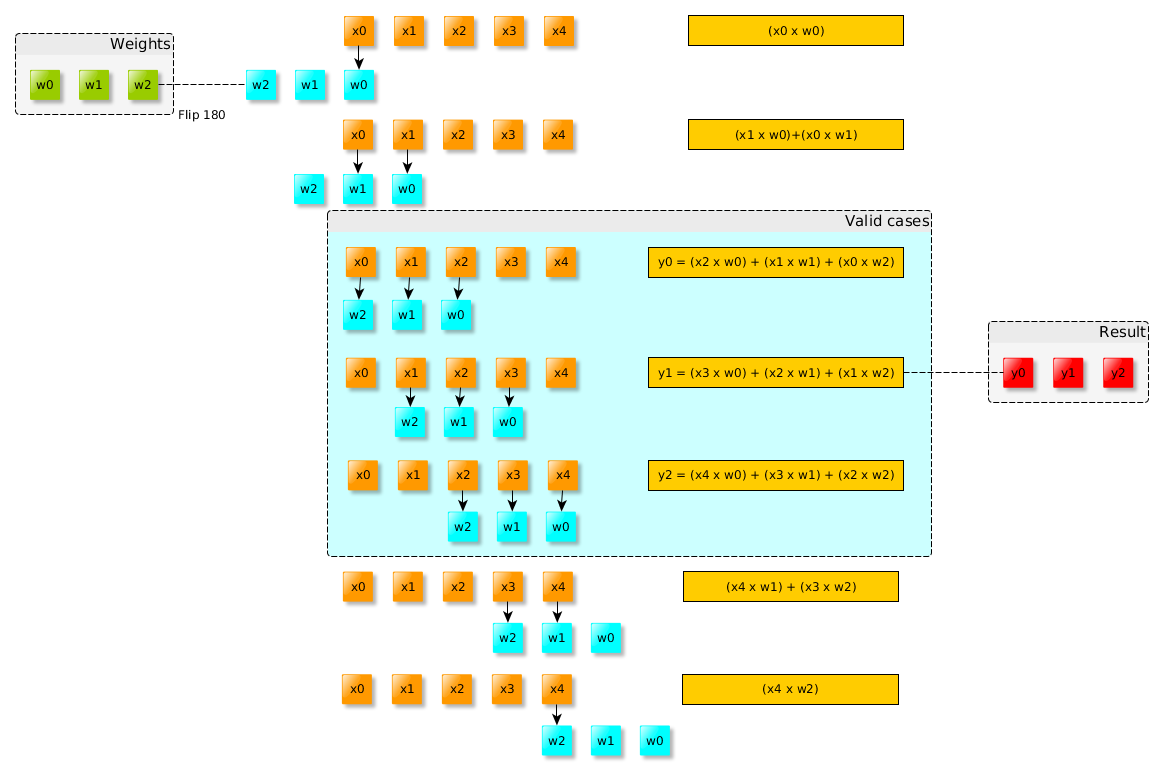 x0 x1 x2 x3 x4 (x0 x w0)
Weights
w0 w1 w2 w2 w1 w0
Flip 180
x0 x1 x2 x3 x4 (x1 x w0)+(x0 x w1)
w2 w1 w0
Valid cases
x0 x1 x2 x3 x4 y0 = (x2 x w0) + (x1 x w1) + (x0 x w2)
w2 w1 w0
Result
x0 x1 x2 x3 x4 y1 = (x3 x w0) + (x2 x w1) + (x1 x w2) y0 y1 y2
w2 w1 w0
x0 x1 x2 x3 x4 y2 = (x4 x w0) + (x3 x w1) + (x2 x w2)
w2 w1 w0
x0 x1 x2 x3 x4 (x4 x w1) + (x3 x w2)
w2 w1 w0
x0 x1 x2 x3 x4 (x4 x w2)
w2 w1 w0